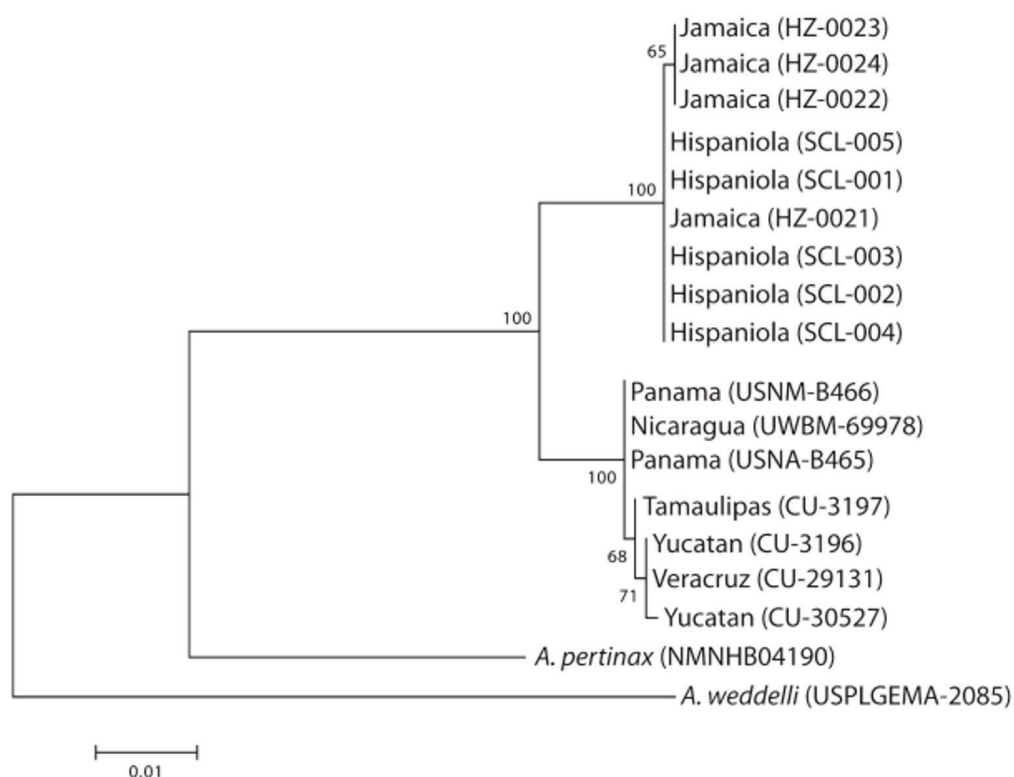 Jamaica (HZ-0023)
65
Jamaica (HZ-0024)
Jamaica (HZ-0022)
Hispaniola (SCL-005)
100
Hispaniola (SCL-001)
Jamaica (HZ-0021)
Hispaniola (SCL-003)
Hispaniola (SCL-002)
100
Hispaniola (SCL-004)
Panama (USNM-B466)
Nicaragua (UWBM-69978)
Panama (USNA-B465)
100
Tamaulipas (CU-3197)
Yucatan (CU-3196)
68
Veracruz (CU-29131)
71
Yucatan (CU-30527)
A. pertinax (NMNHB04190)
A. weddelli (USPLGEMA-2085)
0.01